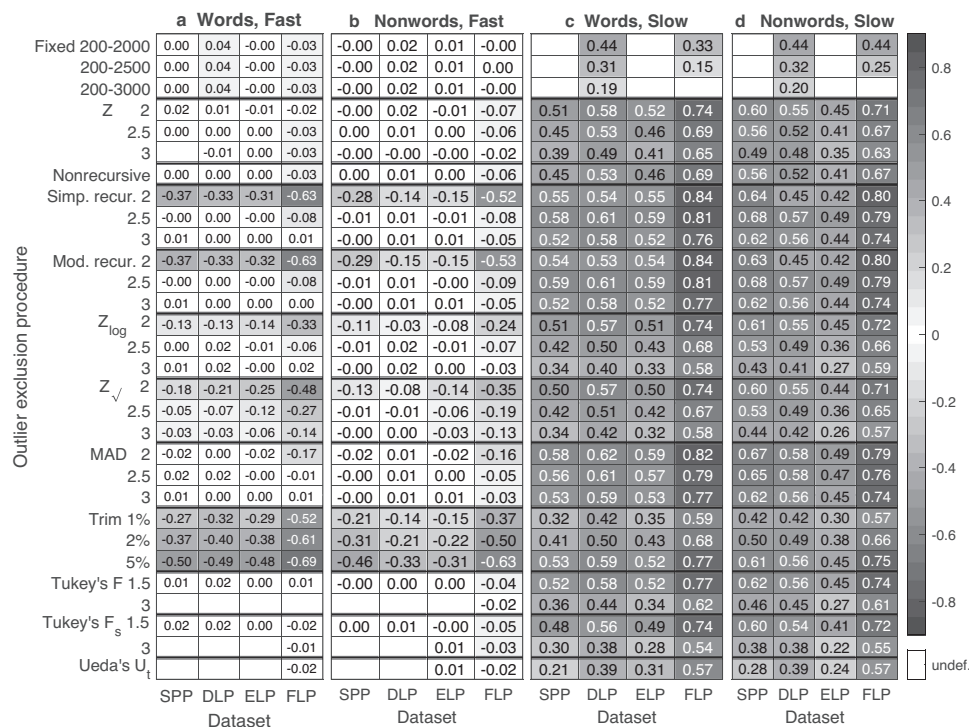 a Words, Fast b Nonwords, Fast c Words, Slow d Nonwords, Slow
Fixed 200-2000 0.00 0.04 -0.00 -0.03 -0.00 0.02 0.01 -0.00 0.44 0.33 0.44 0.44
200-2500 0.00 0.04 -0.00 -0.03 -0.00 0.02 0.01 0.00 0.31 0.15 0.32 0.25
200-3000 0.00 0.04 -0.00 -0.03 -0.00 0.02 0.01 -0.00 0.19 0.20
Z 2 0.02 0.01 -0.01 -0.02 -0.00 0.02 -0.01 -0.07 0.51 0.58 0.52 0.74 0.60 0.55 0.45 0.71
2.5 0.00 0.00 0.00 -0.03 0.00 0.01 0.00 -0.06 0.45 0.53 0.46 0.69 0.56 0.52 0.41 0.67
3 -0.01 0.00 -0.03 0.00 -0.00 -0.00 -0.02 0.39 0.49 0.41 0.65 0.49 0.48 0.35 0.63
Nonrecursive 0.00 0.00 0.00 -0.03 0.00 0.01 0.00 -0.06 0.45 0.53 0.46 0.69 0.56 0.52 0.41 0.67
Simp. recur. 2 -0.37 -0.33 -0.31 -0.63 -0.28 -0.14 -0.15 -0.52 0.55 0.54 0.55 0.84 0.64 0.45 0.42 0.80
2.5 -0.00 0.00 -0.00 -0.08 -0.01 0.01 -0.01 -0.08 0.58 0.61 0.59 0.81 0.68 0.57 0.49 0.79
3 0.01 0.00 0.00 0.01 -0.00 0.01 0.01 -0.05 0.52 0.58 0.52 0.76 0.62 0.56 0.44 0.74
Mod. recur. 2 -0.37 -0.33 -0.32 -0.63 -0.29 -0.15 -0.15 -0.53 0.54 0.53 0.54 0.84 0.63 0.45 0.42 0.80
2.5 -0.00 0.00 -0.00 -0.08 -0.01 0.01 -0.00 -0.09 0.59 0.61 0.59 0.81 0.68 0.57 0.49 0.79
3 0.01 0.00 0.00 0.00 -0.00 0.01 0.01 -0.05 0.52 0.58 0.52 0.77 0.62 0.56 0.44 0.74
Zlog 2 -0.13 -0.13 -0.14 -0.33 -0.11 -0.03 -0.08 -0.24 0.51 0.57 0.51 0.74 0.61 0.55 0.45 0.72
2.5 0.00 0.02 -0.01 -0.06 -0.01 0.02 -0.01 -0.07 0.42 0.50 0.43 0.68 0.53 0.49 0.36 0.66
3 0.01 0.02 -0.00 0.02 -0.00 0.02 0.00 -0.03 0.34 0.40 0.33 0.58 0.43 0.41 0.27 0.59
Z√ 2 -0.18 -0.21 -0.25 -0.48 -0.13 -0.08 -0.14 -0.35 0.50 0.57 0.50 0.74 0.60 0.55 0.44 0.71
2.5 -0.05 -0.07 -0.12 -0.27 -0.01 -0.01 -0.06 -0.19 0.42 0.51 0.42 0.67 0.53 0.49 0.36 0.65
3 -0.03 -0.03 -0.06 -0.14 -0.00 -0.00 -0.03 -0.13 0.34 0.42 0.32 0.58 0.44 0.42 0.26 0.57
MAD 2 -0.02 0.00 -0.02 -0.17 -0.02 0.01 -0.02 -0.16 0.58 0.62 0.59 0.82 0.67 0.58 0.49 0.79
2.5 0.02 0.02 -0.00 -0.01 -0.01 0.00 0.00 -0.05 0.56 0.61 0.57 0.79 0.65 0.58 0.47 0.76
3 0.01 0.00 0.00 0.01 -0.00 0.01 0.01 -0.03 0.53 0.59 0.53 0.77 0.62 0.56 0.45 0.74
Trim 1% -0.27 -0.32 -0.29 -0.52 -0.21 -0.14 -0.15 -0.37 0.32 0.42 0.35 0.59 0.42 0.42 0.30 0.57
2% -0.37 -0.40 -0.38 -0.61 -0.31 -0.21 -0.22 -0.50 0.41 0.50 0.43 0.68 0.50 0.49 0.38 0.66
5% -0.50 -0.49 -0.48 -0.69 -0.46 -0.33 -0.31 -0.63 0.53 0.59 0.52 0.77 0.61 0.56 0.45 0.74
Tukey's F 1.5 0.01 0.02 0.00 0.01 -0.00 0.00 0.00 -0.04 0.52 0.58 0.52 0.77 0.62 0.56 0.45 0.74
3 -0.02 0.36 0.44 0.34 0.62 0.46 0.45 0.27 0.61
Tukey's Fs 1.5 0.02 0.02 0.00 -0.02 0.00 0.01 -0.00 -0.05 0.48 0.56 0.49 0.74 0.60 0.54 0.41 0.72
3 -0.01 0.01 -0.03 0.30 0.38 0.28 0.54 0.38 0.38 0.22 0.55
Ueda's Ut -0.02 0.01 -0.02 0.21 0.39 0.31 0.57 0.28 0.39 0.24 0.57
SPP DLP ELP FLP SPP DLP ELP FLP SPP DLP ELP FLP SPP DLP ELP FLP
Dataset Dataset Dataset Dataset
Outlier exclusion procedure
0.8
0.6
0.4
0.2
0
-0.2
-0.4
-0.6
-0.8
undef.